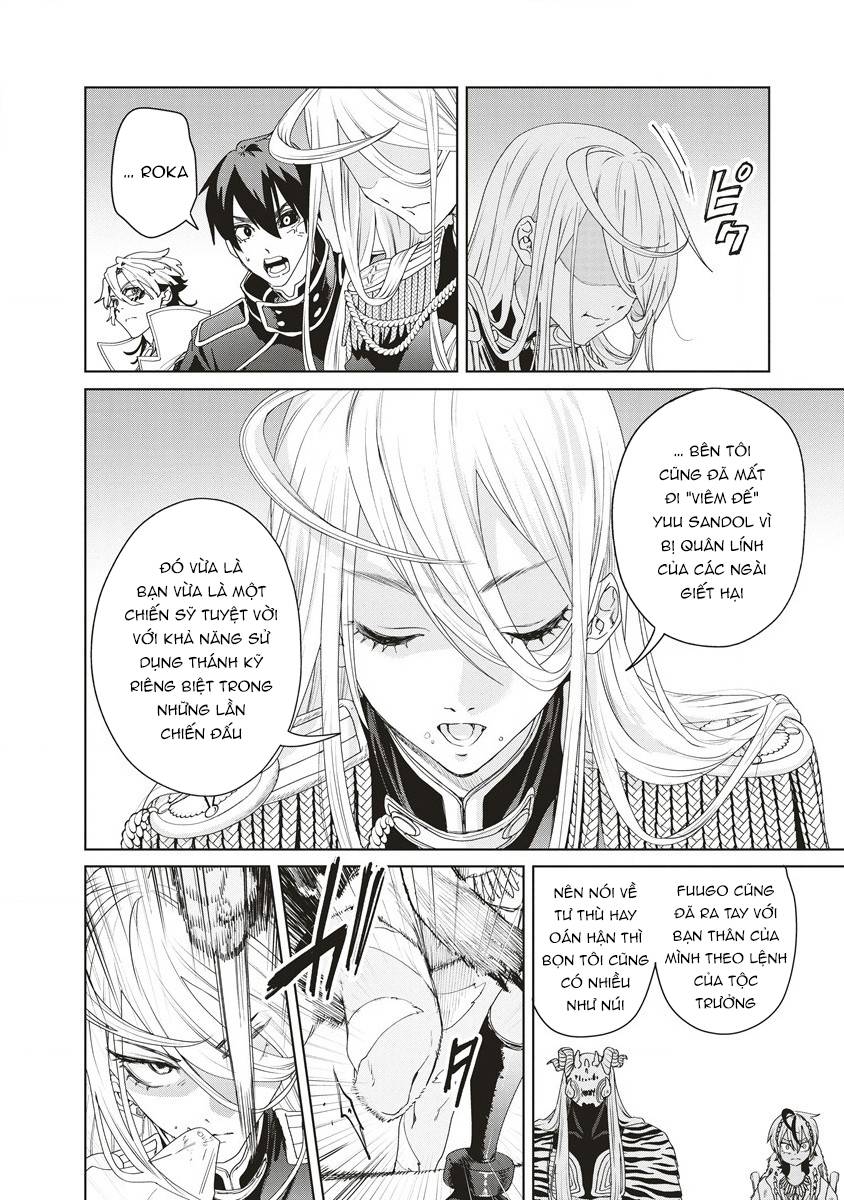 ... ROKA
ピ
ク
... BÊN TÔI
CŨNG ĐÃ MẤT
ĐI "VIÊM ĐẾ"
YUU SANDOL VÌ
BỊ QUÂN LÍNH
CỦA CÁC NGÀI
GIẾT HẠI
ĐÓ VỪA LÀ
BẠN VỪA LÀ MỘT
CHIẾN SỸ TUYỆT VỜI
VỚI KHẢ NĂNG SỬ
DỤNG THÁNH KỸ
RIÊNG BIỆT TRONG
NHỮNG LẦN
CHIẾN ĐẤU
FUUGO CŨNG
ĐÃ RA TAY VỚI
BẠN THÂN CỦA
MÌNH THEO LỆNH
CỦA TỘC
TRƯỞNG
NÊN NÓI VỀ
TƯ THÙ HAY
OÁN HẬN THÌ
BỌN TÔI CŨNG
CÓ NHIỀU
NHƯ NÚI